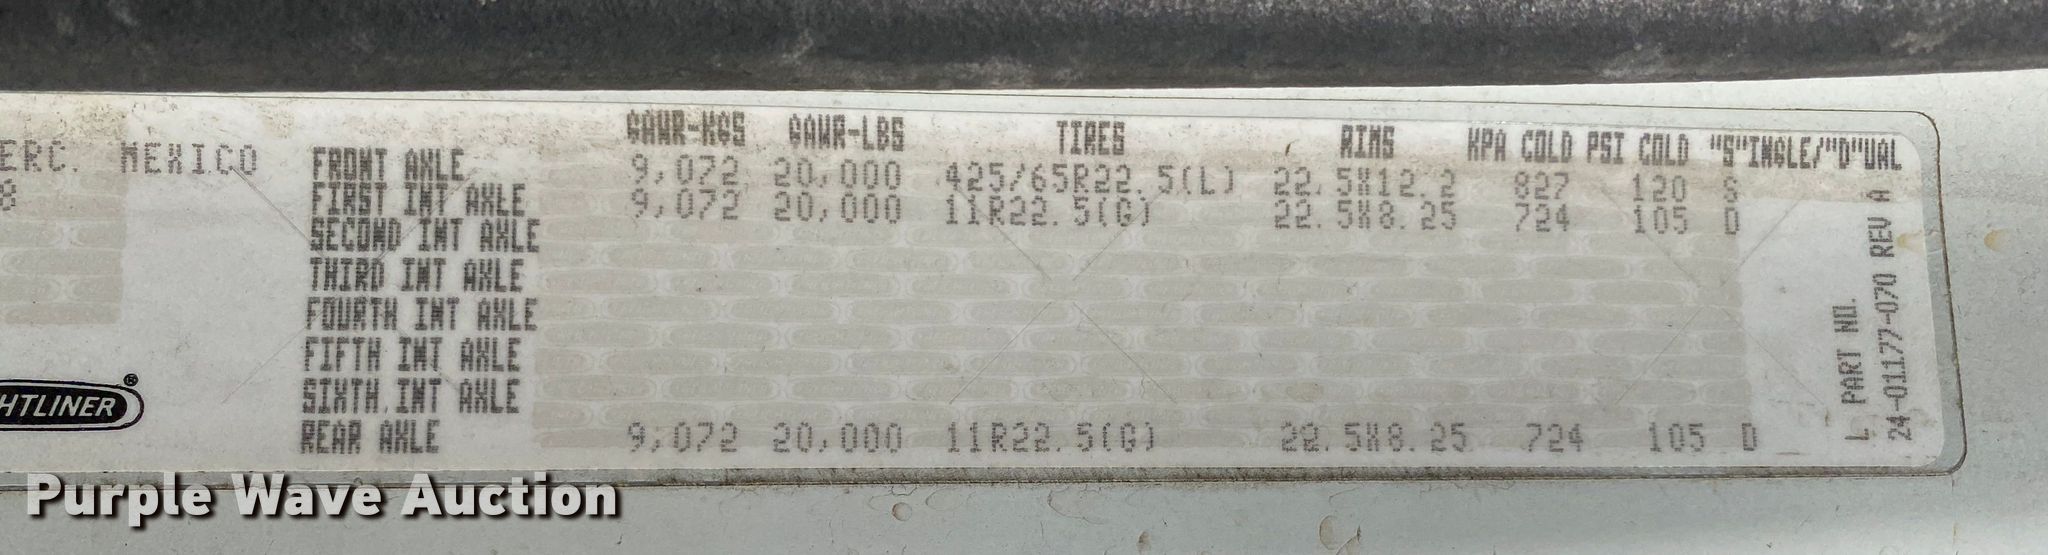 GAWR-KGS GAWR-LBS TIRES RIMS KPA COLD PSI COLD "S"INGLE/"D"UAL
ERC. MEXICO
8
FRONT AXLE 9,072 20,000 425/65R22.5(L) 22.5X12.2 827 120 S
FIRST INT AXLE 9,072 20,000 11R22.5(G) 22.5X8.25 724 105 D
SECOND INT AXLE
THIRD INT AXLE
FOURTH INT AXLE
FIFTH INT AXLE
SIXTH INT AXLE
REAR AXLE 9,072 20,000 11R22.5(G) 22.5X8.25 724 105 D
L PART NO.
24-01177-070 REV A
HTLINER®
Purple Wave Auction